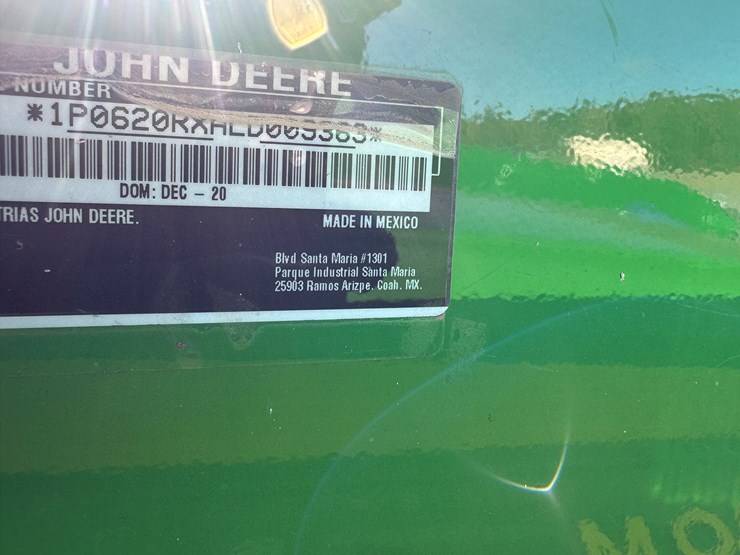 JOHN DEERE
NUMBER
*1P0620RXHLD009363*
DOM: DEC - 20
TRIAS JOHN DEERE.
MADE IN MEXICO
Blvd Santa Maria #1301
Parque Industrial Santa Maria
25903 Ramos Arizpe. Coah. MX.